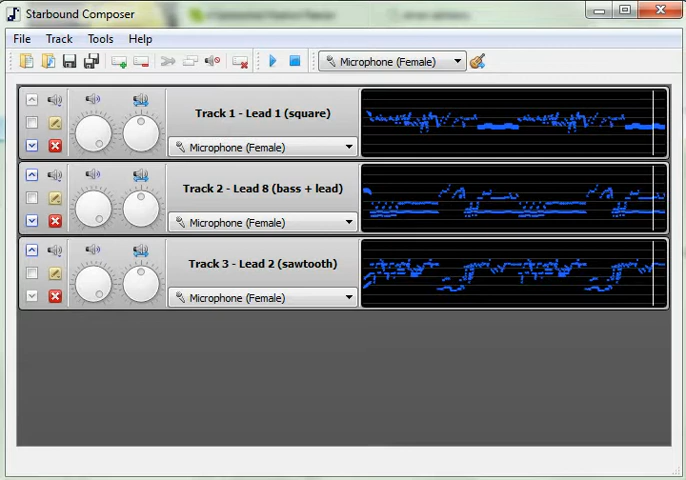 Starbound Composer
File Track Tools Help
Microphone (Female)
Track 1 - Lead 1 (square)
Microphone (Female)
Track 2 - Lead 8 (bass + lead)
Microphone (Female)
Track 3 - Lead 2 (sawtooth)
Microphone (Female)